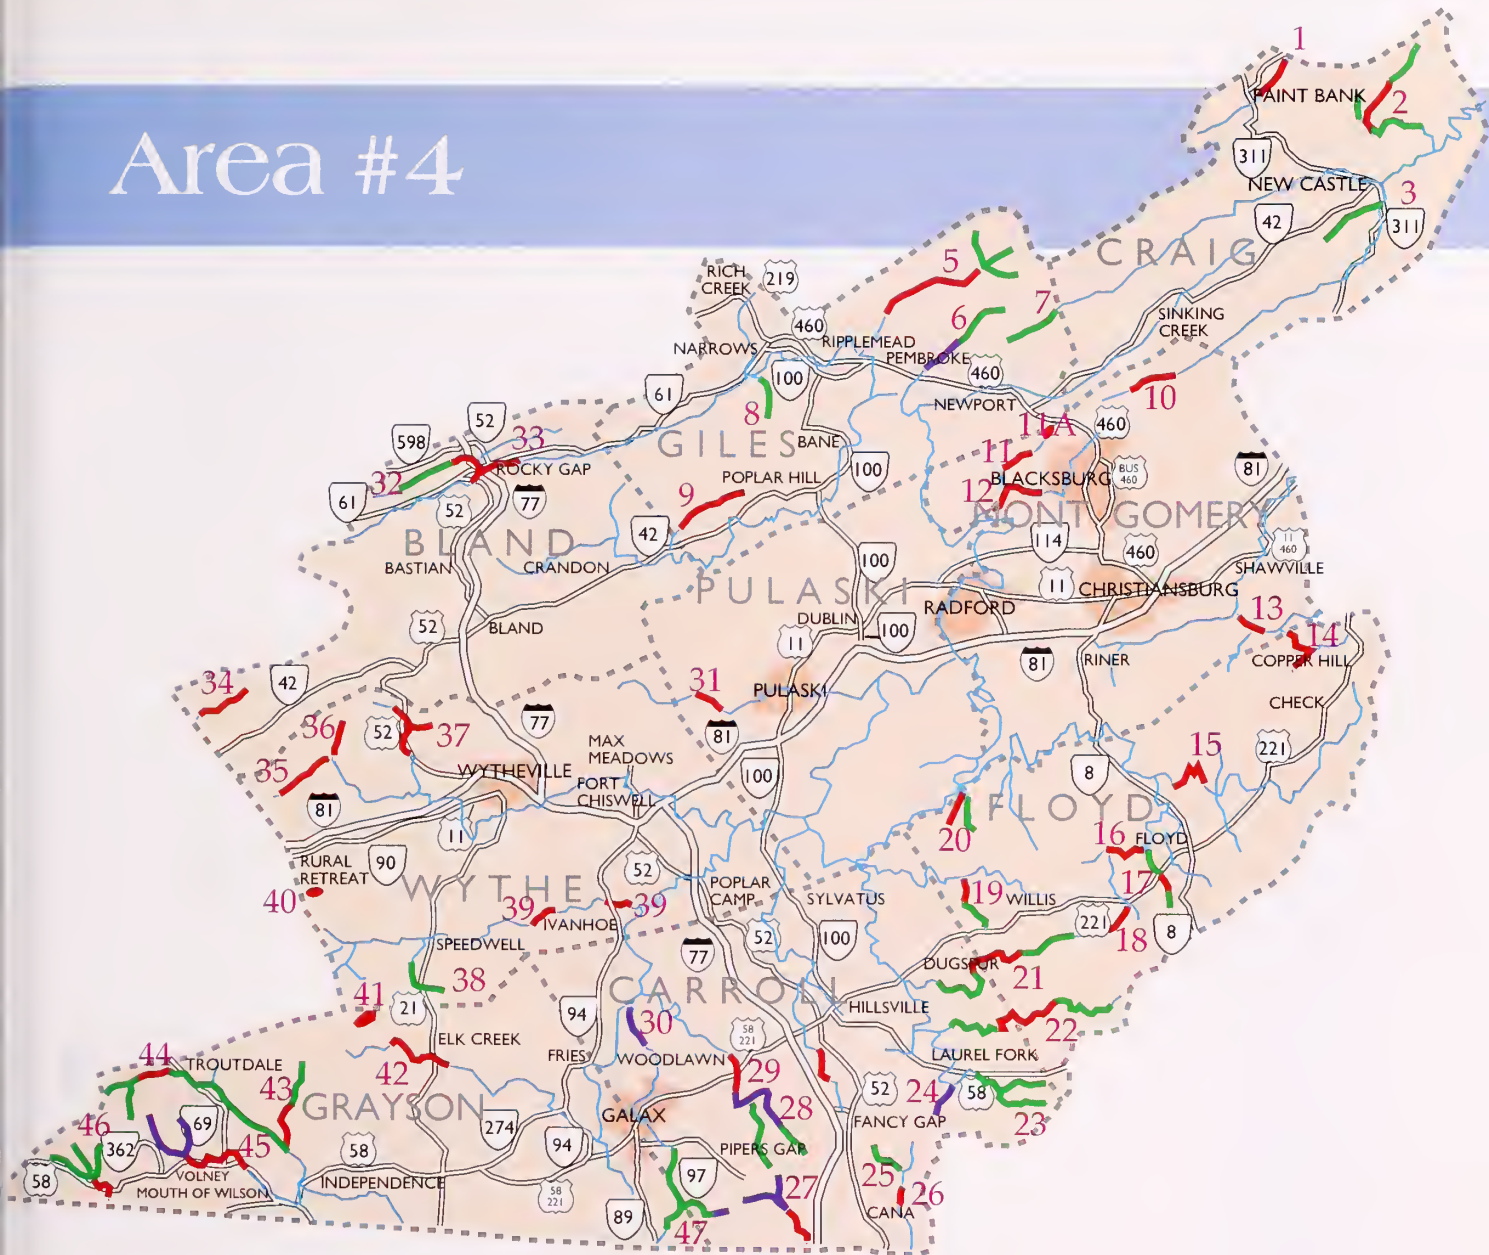 Area #4
1
PAINT BANK
2
311
NEW CASTLE
3
42
311
CRAIG
5
RICH
CREEK
219
7
6
460
SINKING
CREEK
NARROWS
RIPPLEMEAD
PEMBROKE
460
100
61
10
NEWPORT
8
52
11A
460
598
33
GILES
BANE
11
ROCKY GAP
POPLAR HILL
100
BUS
460
81
32
BLACKSBURG
61
9
12
52
77
MONTGOMERY
42
114
460
11
460
BLAND
BASTIAN
CRANDON
100
SHAWVILLE
PULASKI
11
CHRISTIANSBURG
RADFORD
13
52
BLAND
DUBLIN
100
11
14
81
RINER
COPPER HILL
34
42
31
PULASKI
CHECK
36
52
37
77
81
MAX
MEADOWS
221
15
35
WYTHEVILLE
100
8
FORT
CHISWELL
81
FLOYD
11
20
16
FLOYD
RURAL
RETREAT
90
52
17
WYTHE
POPLAR
CAMP
19
WILLIS
40
39
39
SYLVATUS
IVANHOE
221
18
8
SPEEDWELL
52
100
77
DUGSPUR
21
38
CARROLL
41
21
94
HILLSVILLE
22
30
58
221
ELK CREEK
FRIES
WOODLAWN
LAUREL FORK
44
TROUTDALE
42
29
52
24
58
43
28
GRAYSON
GALAX
FANCY GAP
23
46
69
274
362
94
PIPERS GAP
45
58
25
58
VOLNEY
97
27
INDEPENDENCE
26
MOUTH OF WILSON
58
221
89
CANA
47